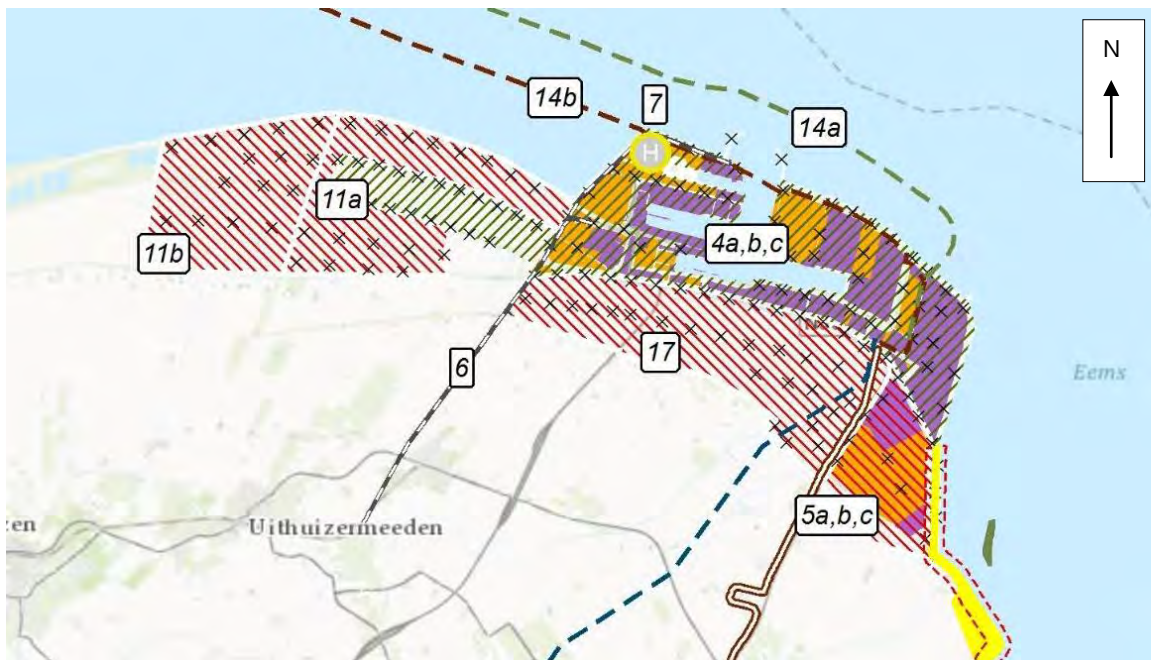 N
14b
7
14a
H
11a
4a,b,c
11b
17
6
Eems
5a,b,c
zen
Uithuizermeeden